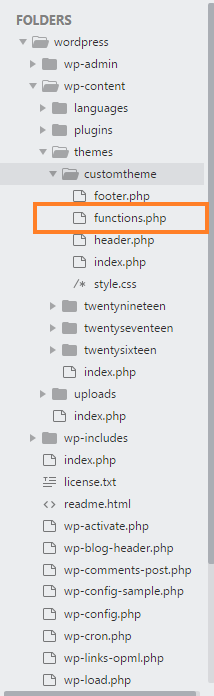 FOLDERS
wordpress
wp-admin
wp-content
languages
plugins
themes
customtheme
footer.php
functions.php
header.php
index.php
/* style.css
twentynineteen
twentyseventeen
twentysixteen
index.php
uploads
index.php
wp-includes
index.php
license.txt
<> readme.html
wp-activate.php
wp-blog-header.php
wp-comments-post.php
wp-config-sample.php
wp-config.php
wp-cron.php
wp-links-opml.php
wp-load.php